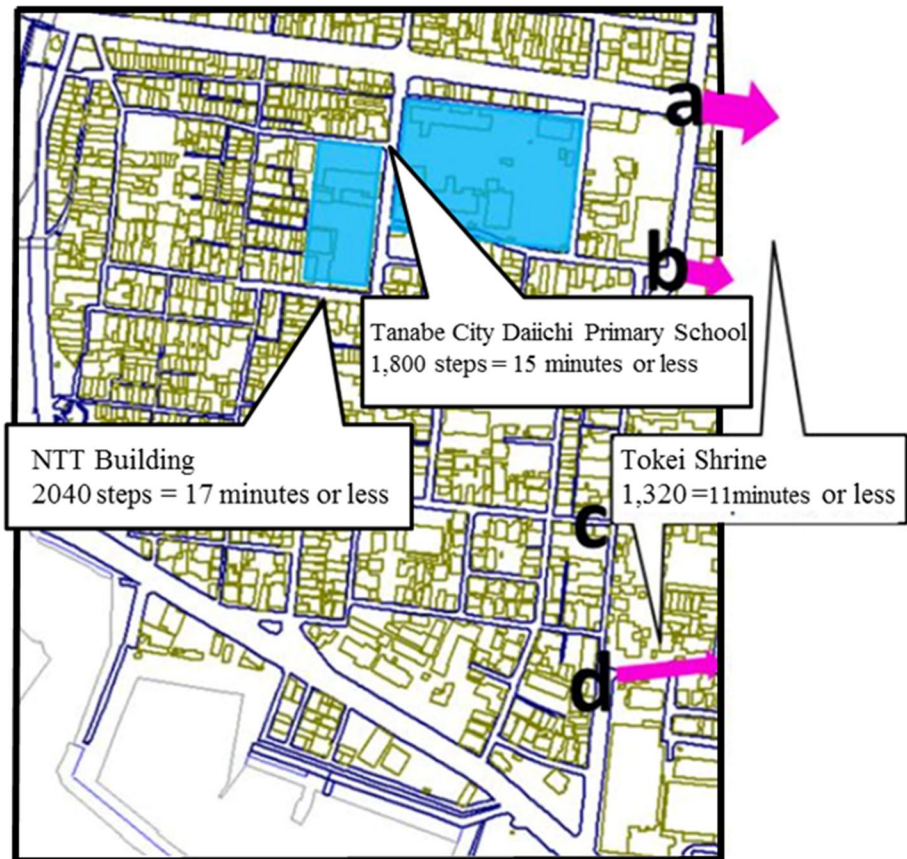 a
b
Tanabe City Daiichi Primary School
1,800 steps = 15 minutes or less
NTT Building
2040 steps = 17 minutes or less
Tokei Shrine
1,320 =11minutes or less
c
d